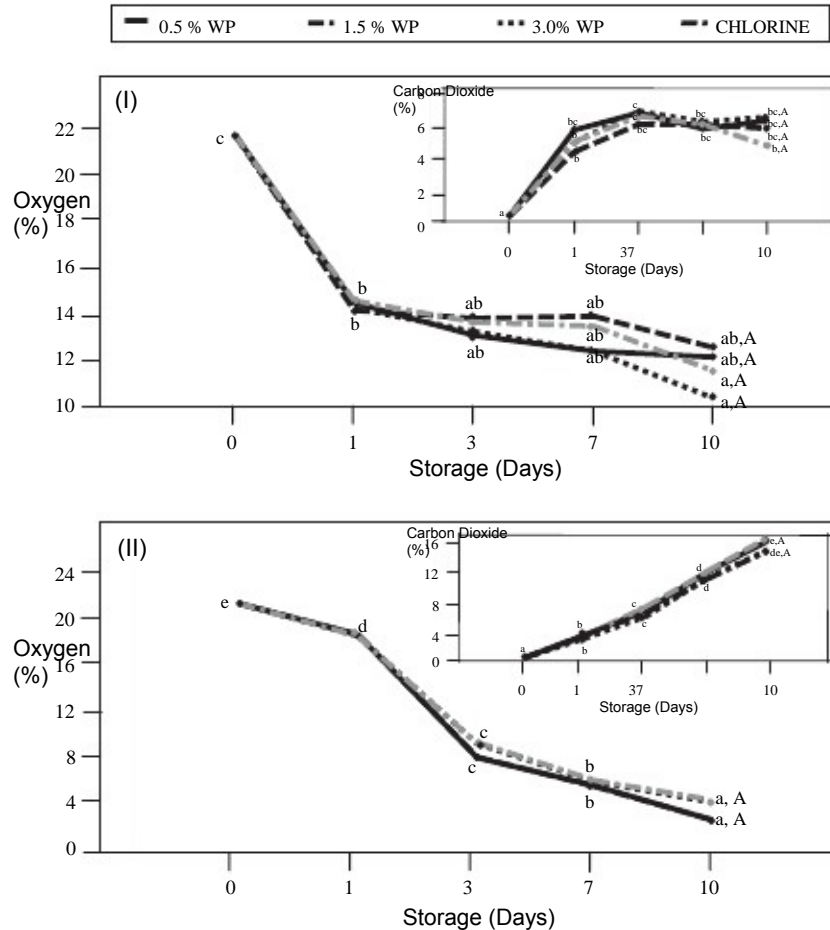 0.5 % WP 1.5 % WP 3.0% WP CHLORINE
(I)
Carbon Dioxide
(%)
8
6
4
2
0
a
bc
b
b
c
c
bc
bc
bc
bc,A
bc,A
bc,A
b,A
0 1 37 10
Storage (Days)
Oxygen
(%)
22
20
18
16
14
12
10
c
b
b
ab
ab
ab
ab
ab
ab,A
ab,A
a,A
a,A
0 1 3 7 10
Storage (Days)
(II)
Carbon Dioxide
(%)
16
12
8
4
0
a
b
b
c
c
d
d
e,A
de,A
0 1 37 10
Storage (Days)
Oxygen
(%)
24
20
16
12
8
4
0
e
d
c
c
b
b
a, A
a, A
0 1 3 7 10
Storage (Days)